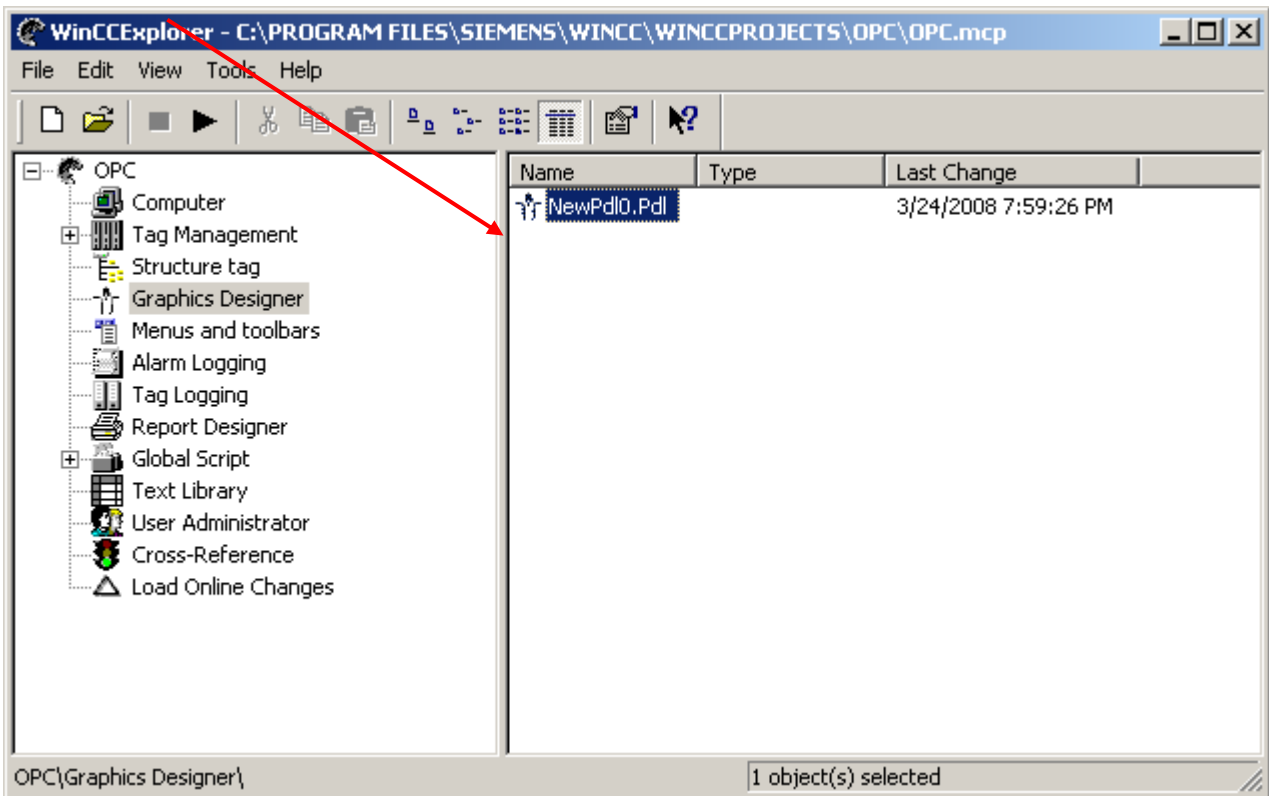 WinCCExplorer - C:\PROGRAM FILES\SIEMENS\WINCC\WINCCPROJECTS\OPC\OPC.mcp
File Edit View Tools Help
OPC
Computer
Tag Management
Structure tag
Graphics Designer
Menus and toolbars
Alarm Logging
Tag Logging
Report Designer
Global Script
Text Library
User Administrator
Cross-Reference
Load Online Changes
Name Type Last Change
NewPdl0.Pdl 3/24/2008 7:59:26 PM
OPC\Graphics Designer\ 1 object(s) selected